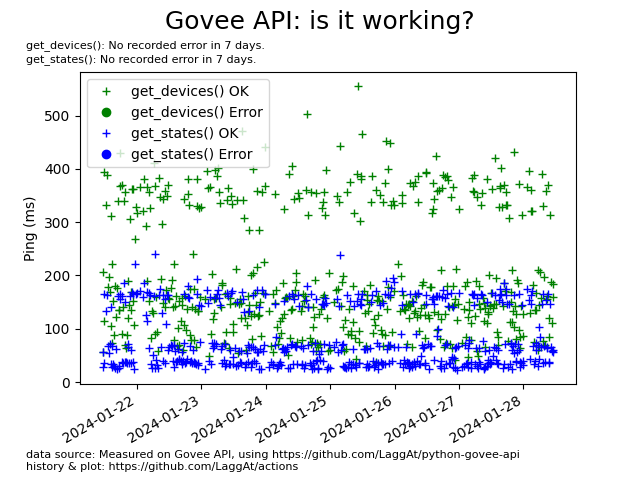 Govee API: is it working?
get_devices(): No recorded error in 7 days.
get_states(): No recorded error in 7 days.
get_devices() OK
get_devices() Error
get_states() OK
get_states() Error
Ping (ms)
500
400
300
200
100
0
2024-01-22
2024-01-23
2024-01-24
2024-01-25
2024-01-26
2024-01-27
2024-01-28
data source: Measured on Govee API, using https://github.com/LaggAt/python-govee-api
history & plot: https://github.com/LaggAt/actions